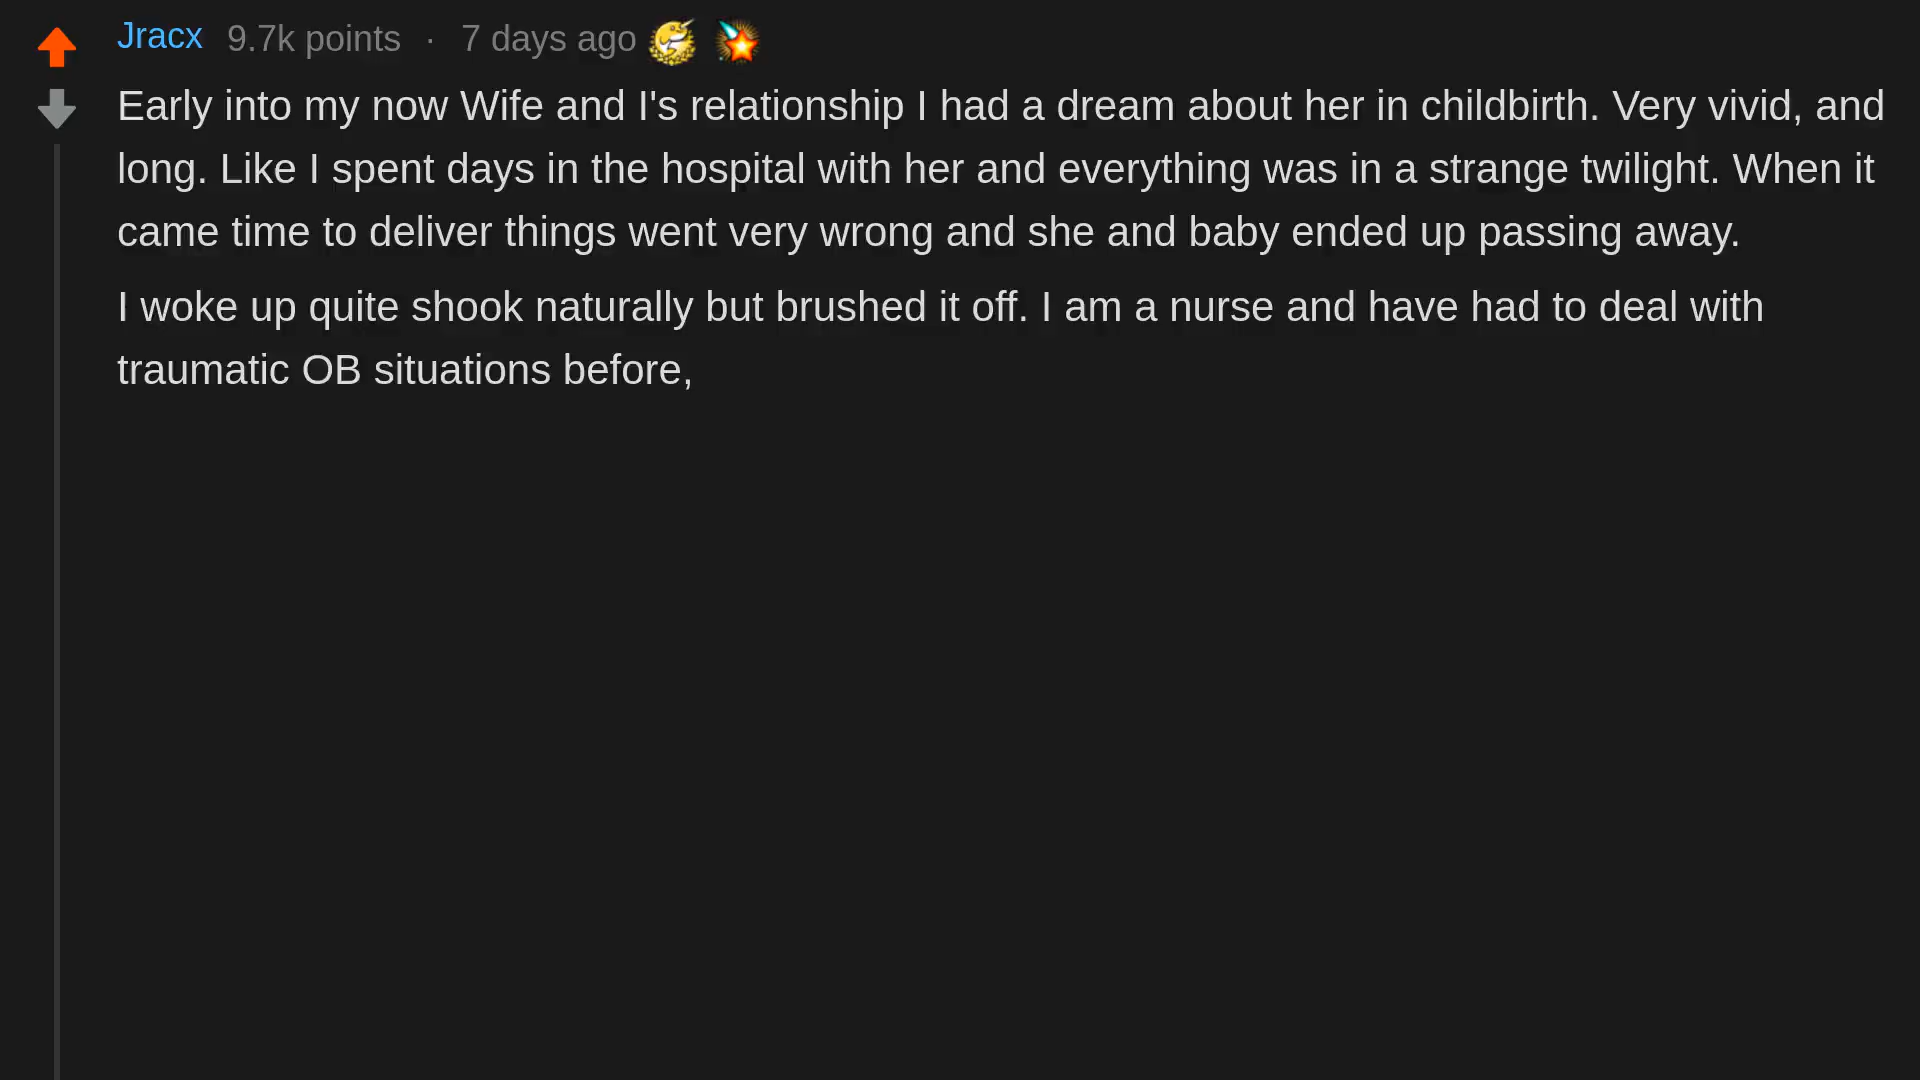 Jracx 9.7k points · 7 days ago
Early into my now Wife and I's relationship I had a dream about her in childbirth. Very vivid, and
long. Like I spent days in the hospital with her and everything was in a strange twilight. When it
came time to deliver things went very wrong and she and baby ended up passing away.
I woke up quite shook naturally but brushed it off. I am a nurse and have had to deal with
traumatic OB situations before,